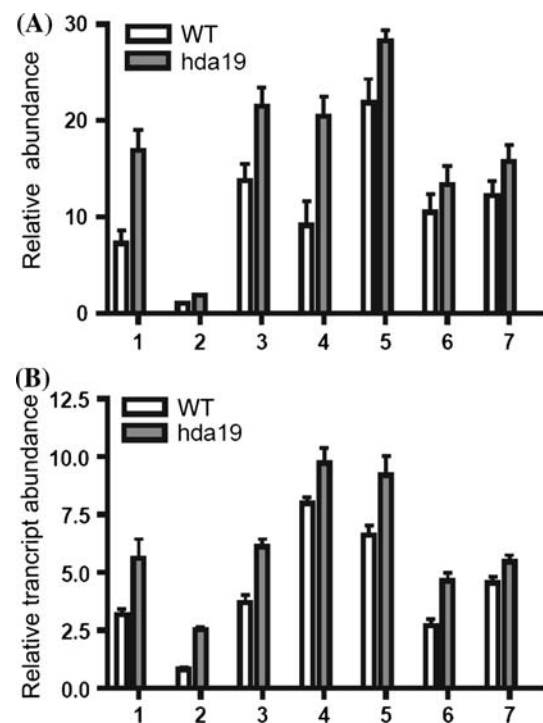 (A)
WT
hda19
Relative abundance
30
20
10
0
1 2 3 4 5 6 7
(B)
WT
hda19
Relative trancript abundance
12.5
10.0
7.5
5.0
2.5
0.0
1 2 3 4 5 6 7